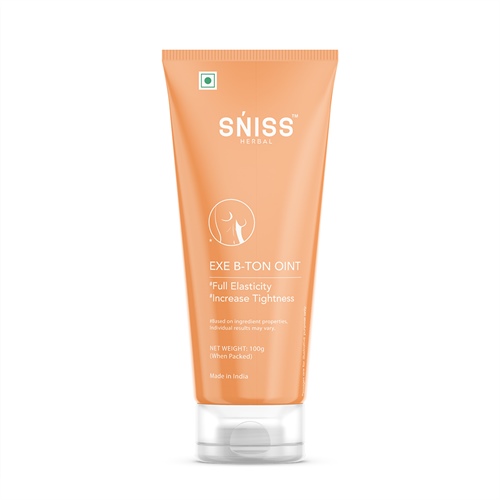 SŃISS™
HERBAL
EXE B-TON OINT
#Full Elasticity
#Increase Tightness
#Based on ingredient properties.
Individual results may vary.
NET WEIGHT: 100g
(When Packed)
Made in India